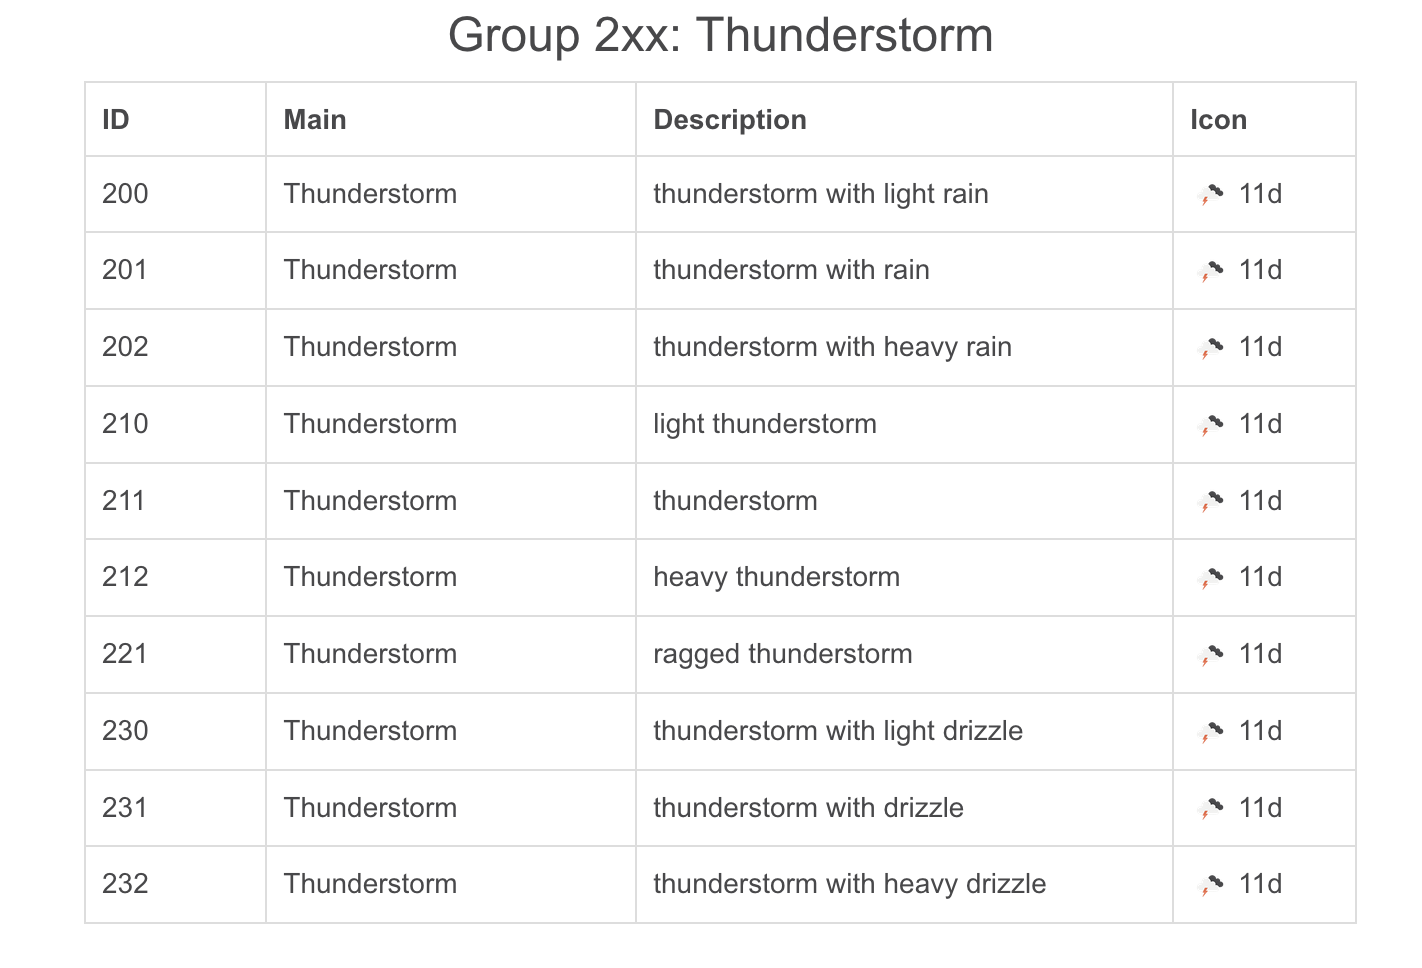 Group 2xx: Thunderstorm
ID Main Description Icon
200 Thunderstorm thunderstorm with light rain 11d
201 Thunderstorm thunderstorm with rain 11d
202 Thunderstorm thunderstorm with heavy rain 11d
210 Thunderstorm light thunderstorm 11d
211 Thunderstorm thunderstorm 11d
212 Thunderstorm heavy thunderstorm 11d
221 Thunderstorm ragged thunderstorm 11d
230 Thunderstorm thunderstorm with light drizzle 11d
231 Thunderstorm thunderstorm with drizzle 11d
232 Thunderstorm thunderstorm with heavy drizzle 11d